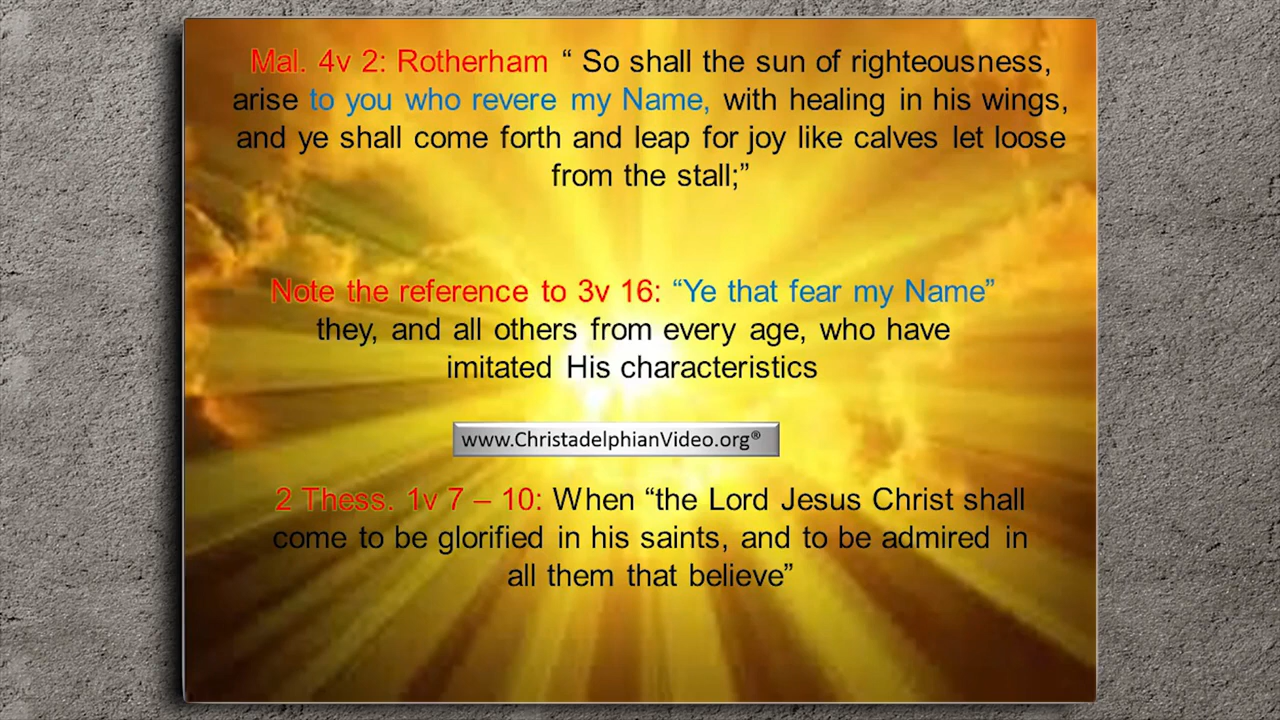 Mal. 4v 2: Rotherham “ So shall the sun of righteousness,
arise to you who revere my Name, with healing in his wings,
and ye shall come forth and leap for joy like calves let loose
from the stall;”
Note the reference to 3v 16: “Ye that fear my Name”
they, and all others from every age, who have
imitated His characteristics
www.ChristadelphianVideo.org®
2 Thess. 1v 7 – 10: When “the Lord Jesus Christ shall
come to be glorified in his saints, and to be admired in
all them that believe”